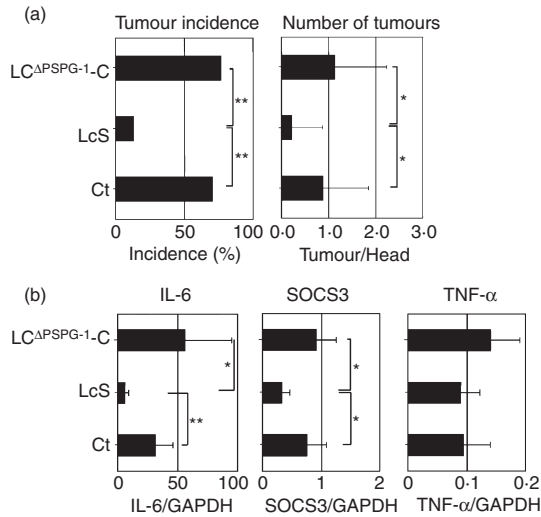 (a)
Tumour incidence
Number of tumours
LC^ΔPSPG-1-C
LcS
Ct
**
**
*
*
0 50 100
0·0 1·0 2·0 3·0
Incidence (%)
Tumour/Head
(b)
IL-6
SOCS3
TNF-α
LC^ΔPSPG-1-C
LcS
Ct
*
**
*
*
0 50 100
0 1 2
0 0·1 0.2
IL-6/GAPDH
SOCS3/GAPDH
TNF-α/GAPDH